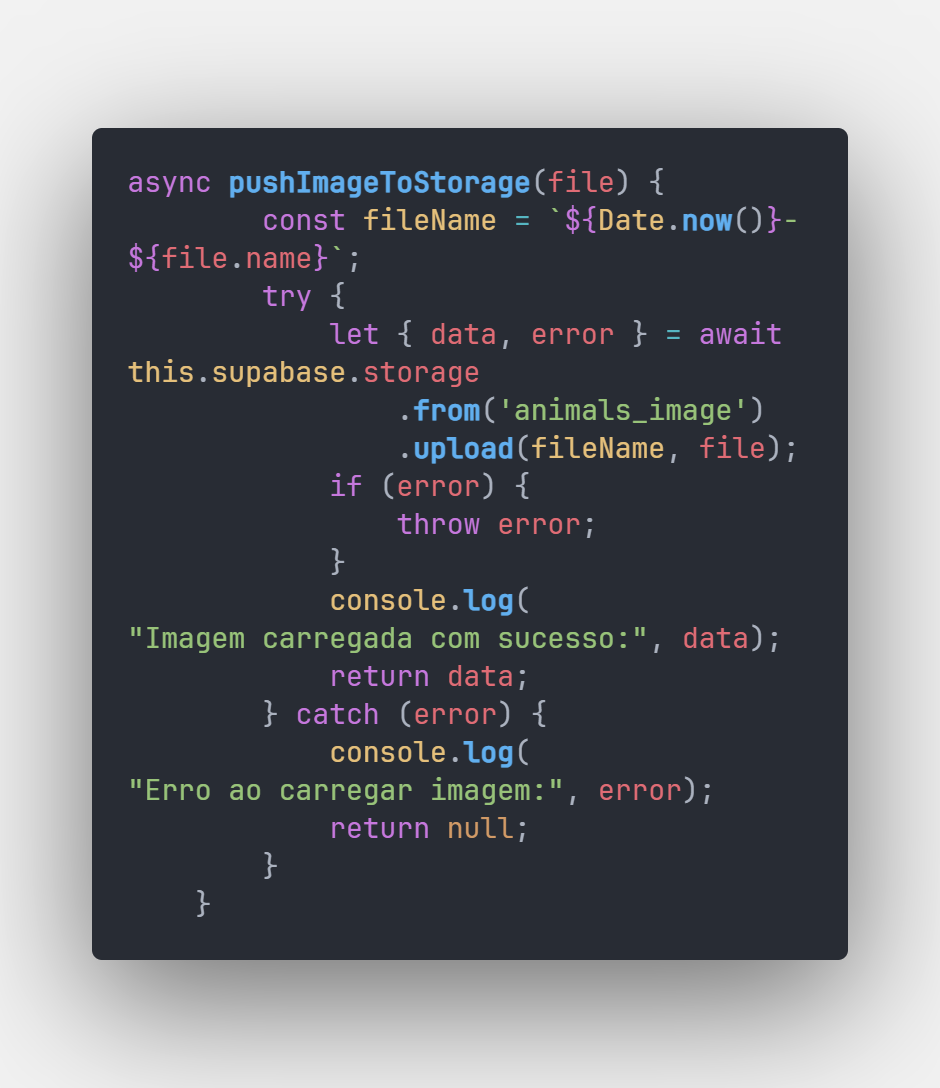 async pushImageToStorage(file) {
        const fileName = `${Date.now()}-
${file.name}`;
        try {
            let { data, error } = await
this.supabase.storage
                .from('animals_image')
                .upload(fileName, file);
            if (error) {
                throw error;
            }
            console.log(
"Imagem carregada com sucesso:", data);
            return data;
        } catch (error) {
            console.log(
"Erro ao carregar imagem:", error);
            return null;
        }
    }